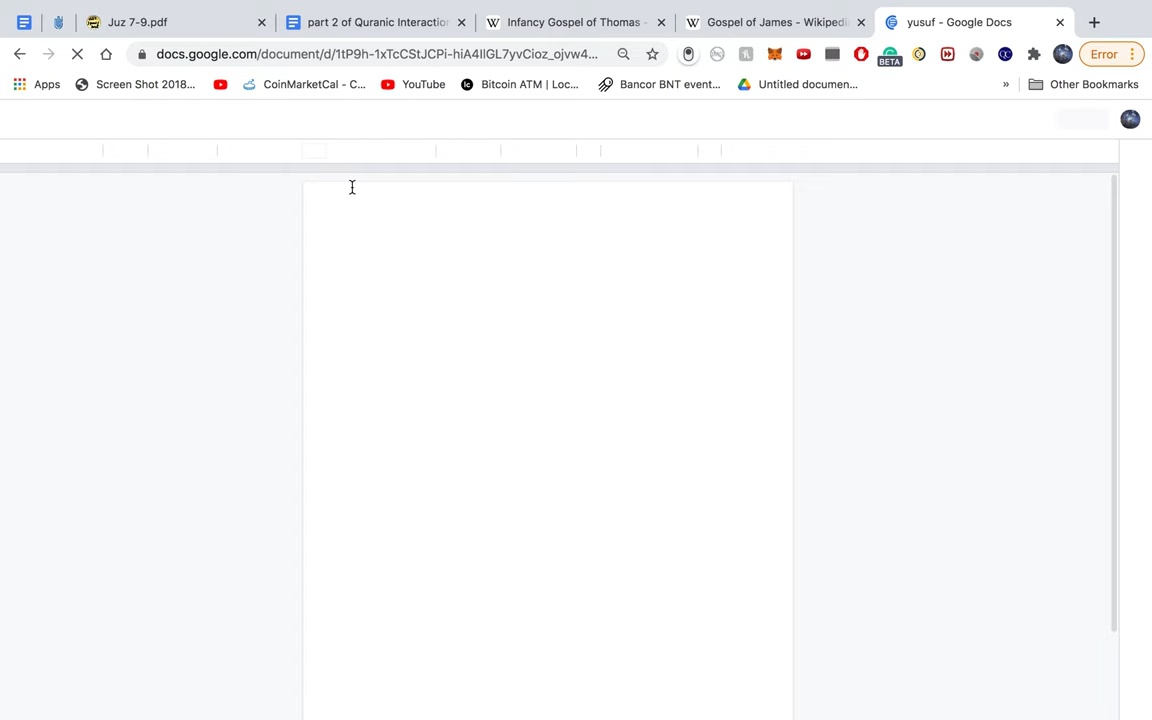 Juz 7-9.pdf
part 2 of Quranic Interaction
Infancy Gospel of Thomas -
Gospel of James - Wikipedi
yusuf - Google Docs
docs.google.com/document/d/1tP9h-1xTcCStJCPi-hiA4IlGL7yvCioz_ojvw4...
BETA
Error
Apps
Screen Shot 2018...
CoinMarketCal - C...
YouTube
Bitcoin ATM | Loc...
Bancor BNT event...
Untitled documen...
»
Other Bookmarks